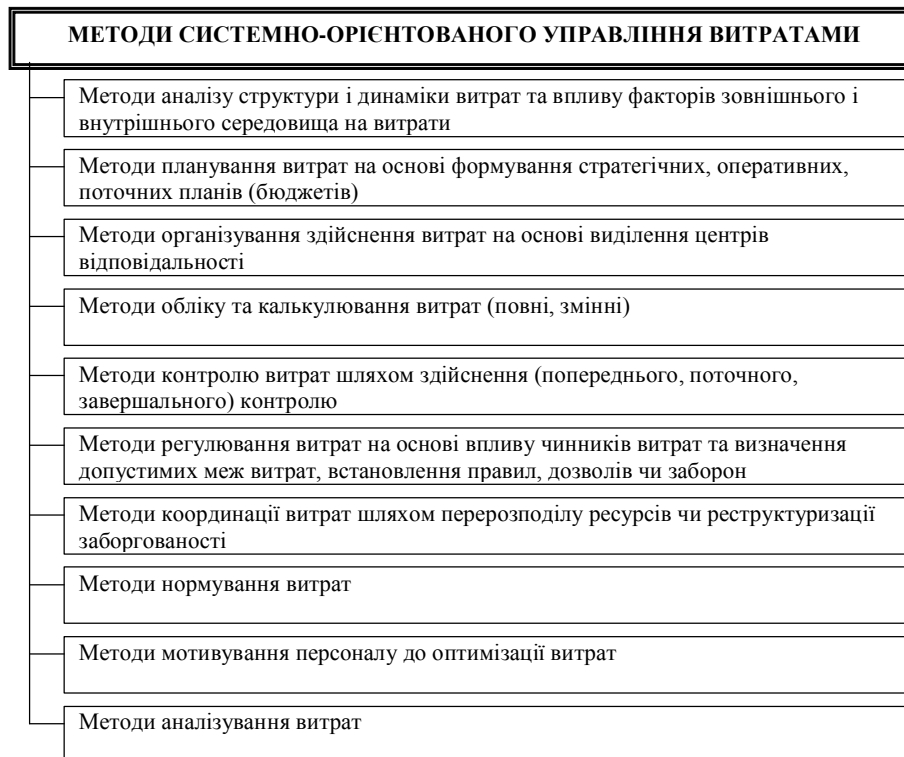 МЕТОДИ СИСТЕМНО-ОРІЄНТОВАНОГО УПРАВЛІННЯ ВИТРАТАМИ
Методи аналізу структури і динаміки витрат та впливу факторів зовнішнього і
внутрішнього середовища на витрати
Методи планування витрат на основі формування стратегічних, оперативних,
поточних планів (бюджетів)
Методи організування здійснення витрат на основі виділення центрів
відповідальності
Методи обліку та калькулювання витрат (повні, змінні)
Методи контролю витрат шляхом здійснення (попереднього, поточного,
завершального) контролю
Методи регулювання витрат на основі впливу чинників витрат та визначення
допустимих меж витрат, встановлення правил, дозволів чи заборон
Методи координації витрат шляхом перерозподілу ресурсів чи реструктуризації
заборгованості
Методи нормування витрат
Методи мотивування персоналу до оптимізації витрат
Методи аналізування витрат